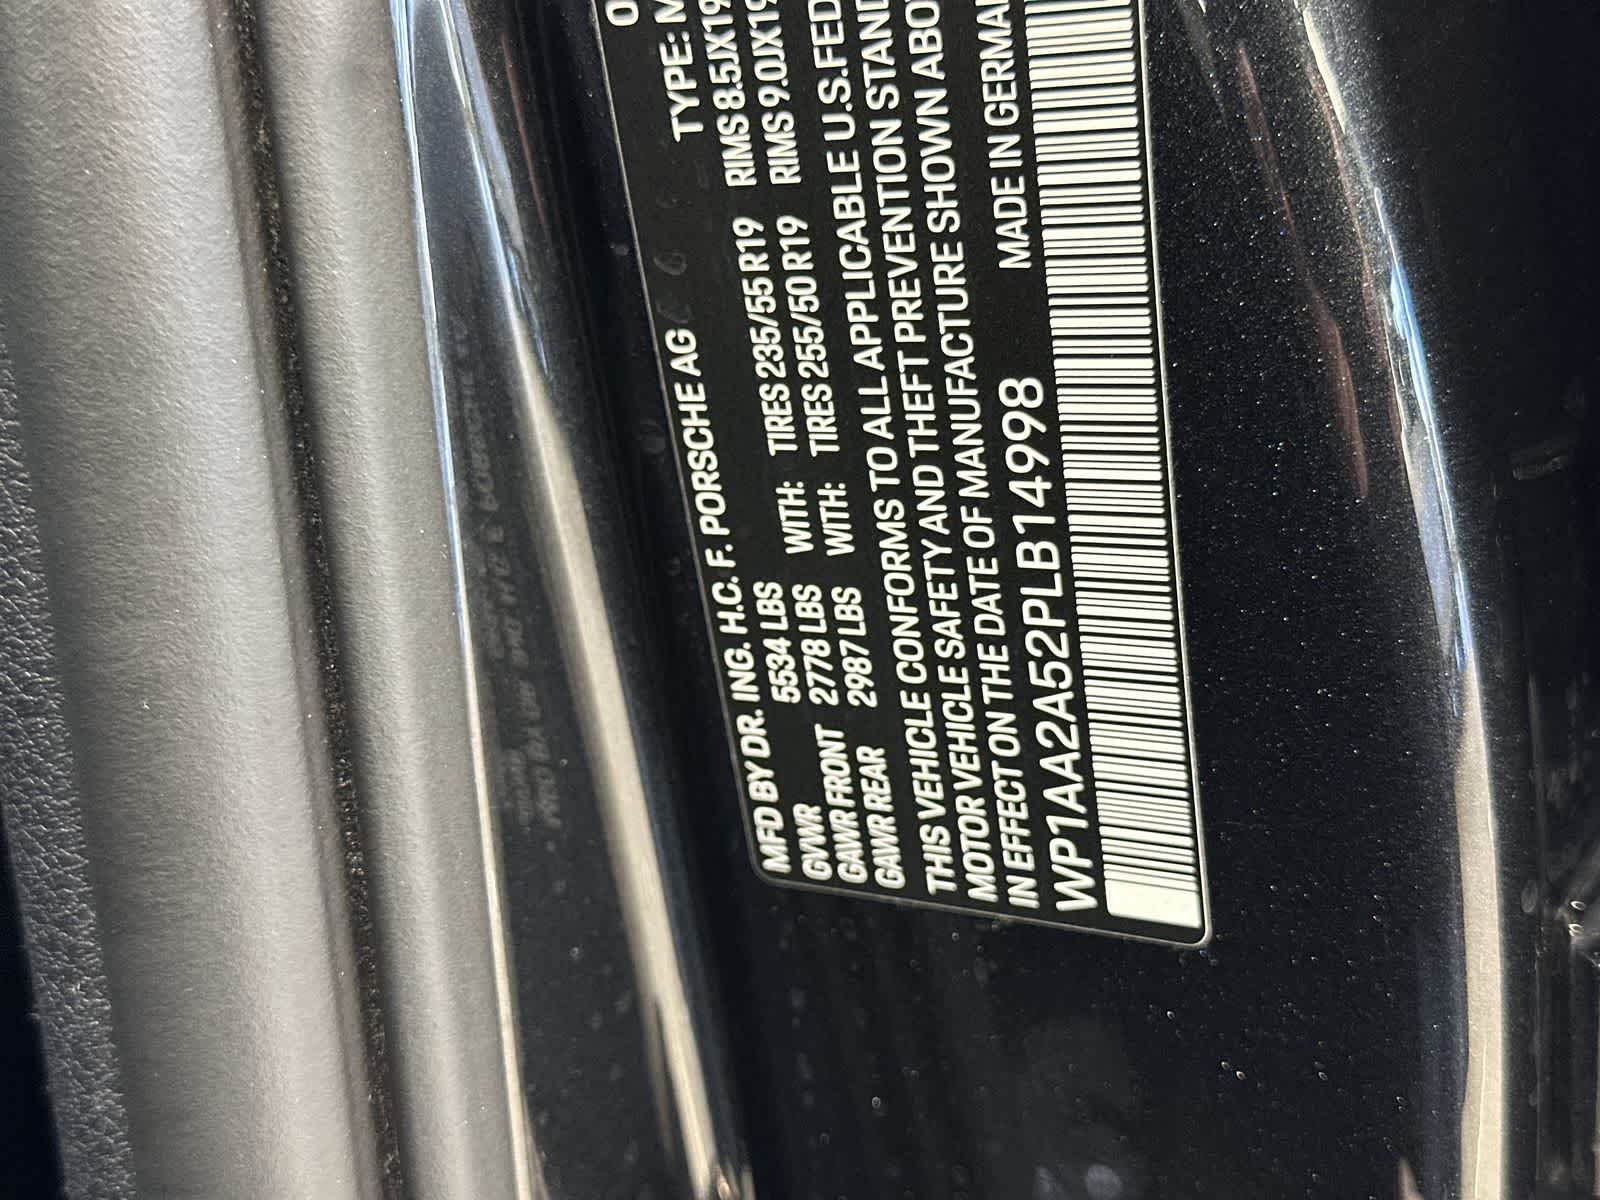 0
MFD BY DR. ING. H.C. F. PORSCHE AG TYPE: M
GVWR 5534 LBS
GAWR FRONT 2778 LBS WITH: TIRES 235/55 R19 RIMS 8.5JX19
GAWR REAR 2987 LBS WITH: TIRES 255/50 R19 RIMS 9.0JX19
THIS VEHICLE CONFORMS TO ALL APPLICABLE U.S.FED
MOTOR VEHICLE SAFETY AND THEFT PREVENTION STAND
IN EFFECT ON THE DATE OF MANUFACTURE SHOWN ABO
WP1AA2A52PLB14998 MADE IN GERMAN